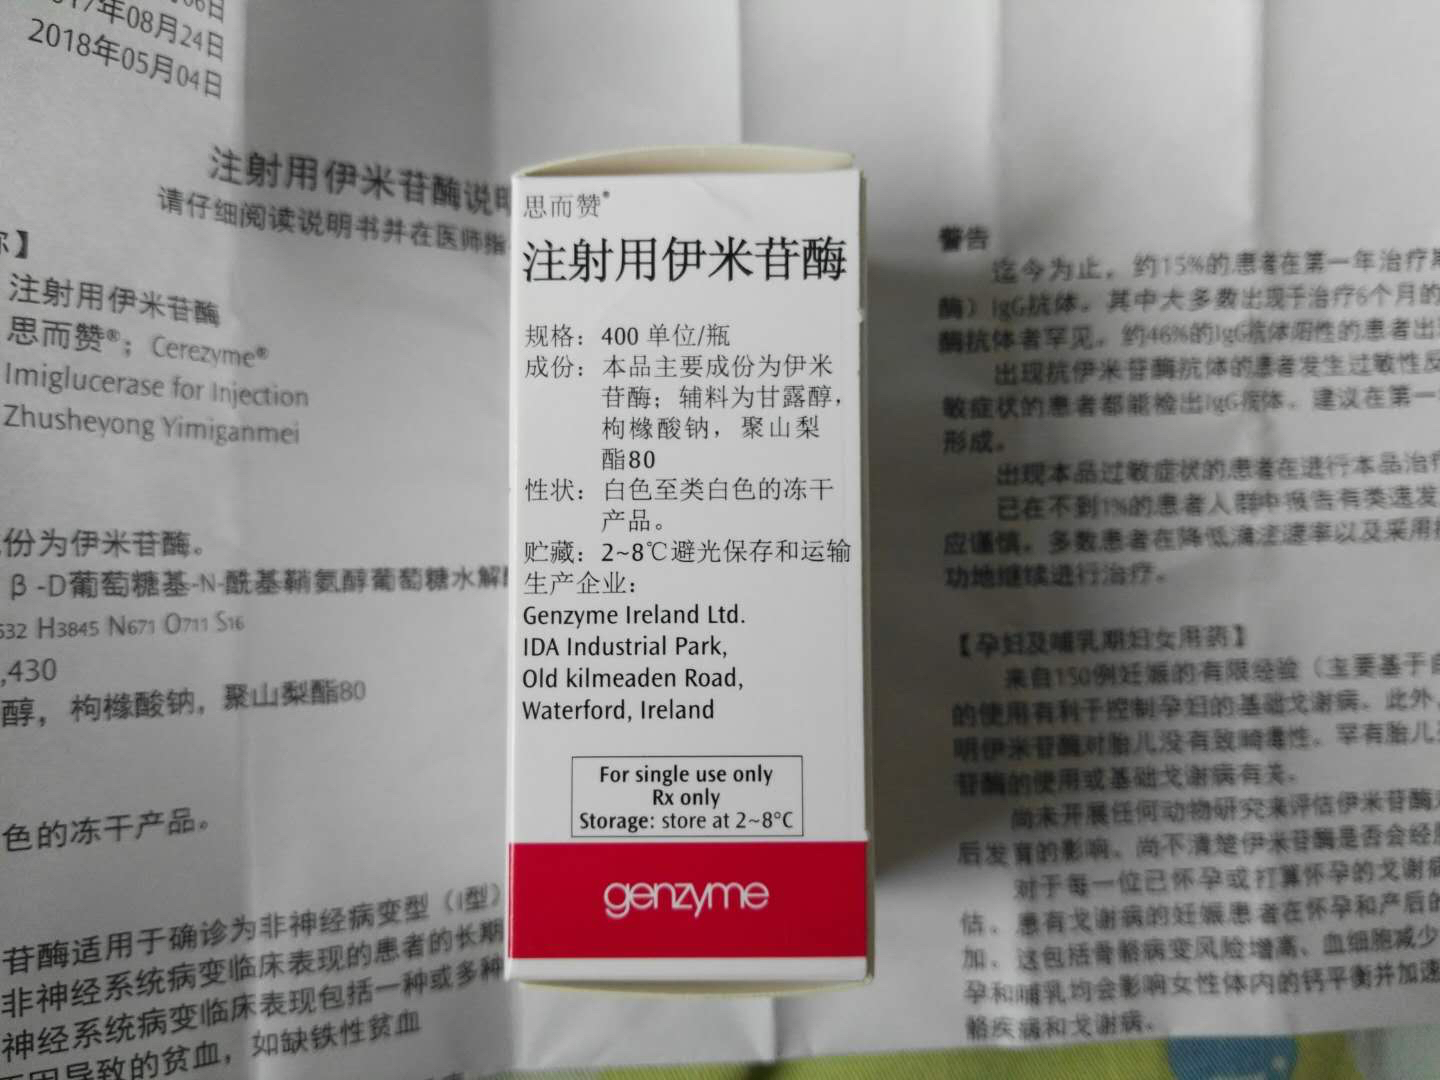 06日
17年08月24日
2018年05月04日
注射用伊米苷酶说明
请仔细阅读说明书并在医师指
】
注射用伊米苷酶
思而赞®；Cerezyme®
Imiglucerase for Injection
Zhusheyong Yimiganmei
份为伊米苷酶。
β-D葡萄糖基-N-酰基鞘氨醇葡萄糖水解
532 H3845 N671 O711 S16
,430
醇，枸橼酸钠，聚山梨酯80
色的冻干产品。
苷酶适用于确诊为非神经病变型（I型）
非神经系统病变临床表现的患者的长期
神经系统病变临床表现包括一种或多种
因导致的贫血，如缺铁性贫血
思而赞®
注射用伊米苷酶
规格：400 单位/瓶
成份：本品主要成份为伊米
苷酶；辅料为甘露醇，
枸橼酸钠，聚山梨
酯80
性状：白色至类白色的冻干
产品。
贮藏：2~8℃避光保存和运输
生产企业：
Genzyme Ireland Ltd.
IDA Industrial Park,
Old kilmeaden Road,
Waterford, Ireland
For single use only
Rx only
Storage: store at 2~8°C
genzyme
警告
迄今为止，约15%的患者在第一年治疗期
酶）IgG抗体。其中大多数出现于治疗6个月的
酶抗体者罕见。约46%的IgG抗体阳性的患者出
出现抗伊米苷酶抗体的患者发生过敏性反
敏症状的患者都能检出IgG抗体。建议在第一
形成。
出现本品过敏症状的患者在进行本品治疗
已在不到1%的患者人群中报告有类速发
应谨慎。多数患者在降低滴注速率以及采用
功地继续进行治疗。
【孕妇及哺乳期妇女用药】
来自150例妊娠的有限经验（主要基于自
的使用有利于控制孕妇的基础戈谢病。此外，
明伊米苷酶对胎儿没有致畸毒性。罕有胎儿
苷酶的使用或基础戈谢病有关。
尚未开展任何动物研究来评估伊米苷酶
后发育的影响。尚不清楚伊米苷酶是否会经
对于每一位已怀孕或打算怀孕的戈谢病
估。患有戈谢病的妊娠患者在怀孕和产后的
加。这包括骨骼病变风险增高、血细胞减少
孕和哺乳均会影响女性体内的钙平衡并加速
骼疾病和戈谢病。